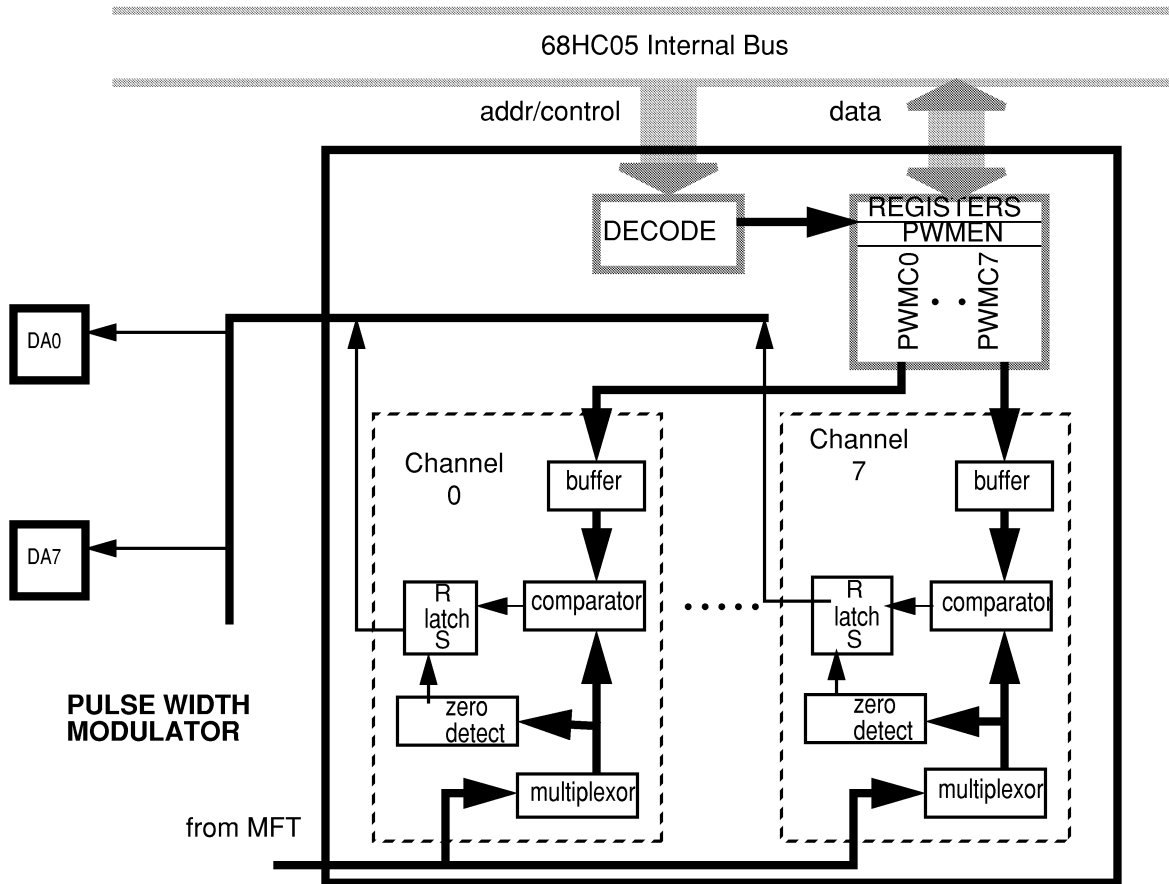 68HC05 Internal Bus
addr/control
data
DECODE
REGISTERS
PWMEN
PWMC0
PWMC7
DA0
DA7
Channel
0
buffer
Channel
7
buffer
R
latch
S
comparator
R
latch
S
comparator
zero
detect
zero
detect
multiplexor
multiplexor
PULSE WIDTH
MODULATOR
from MFT